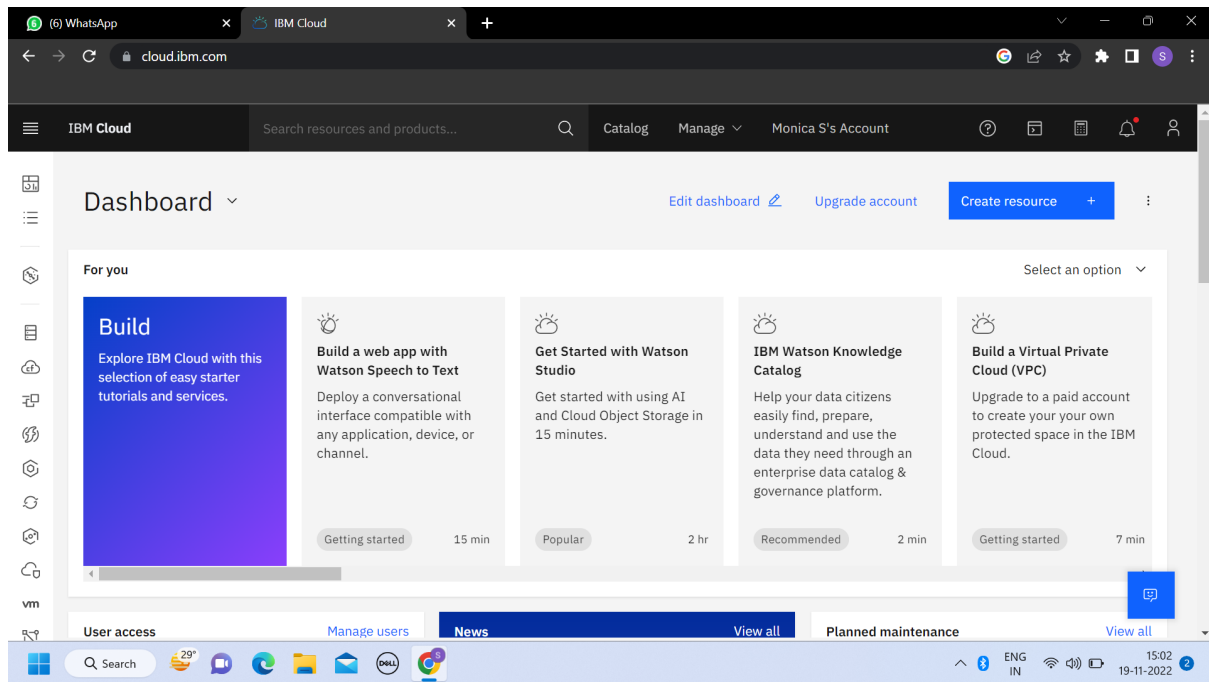 (6) WhatsApp
IBM Cloud
cloud.ibm.com
S
IBM Cloud
Search resources and products...
Catalog
Manage
Monica S's Account
Dashboard
Edit dashboard
Upgrade account
Create resource +
For you
Select an option
Build
Explore IBM Cloud with this
selection of easy starter
tutorials and services.
Build a web app with
Watson Speech to Text
Deploy a conversational
interface compatible with
any application, device, or
channel.
Getting started 15 min
Get Started with Watson
Studio
Get started with using AI
and Cloud Object Storage in
15 minutes.
Popular 2 hr
IBM Watson Knowledge
Catalog
Help your data citizens
easily find, prepare,
understand and use the
data they need through an
enterprise data catalog &
governance platform.
Recommended 2 min
Build a Virtual Private
Cloud (VPC)
Upgrade to a paid account
to create your your own
protected space in the IBM
Cloud.
Getting started 7 min
vm
User access Manage users
News View all
Planned maintenance View all
Search
29°
DELL
S
ENG
IN
15:02
19-11-2022
2